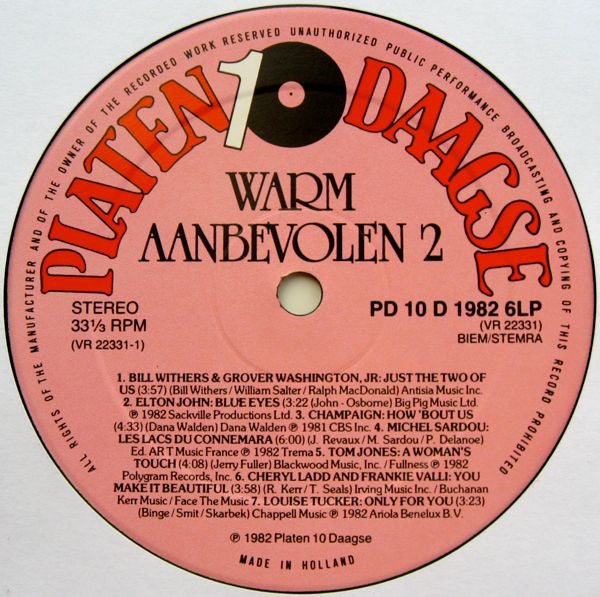 ALL RIGHTS OF THE MANUFACTURER AND OF THE OWNER OF THE RECORDED WORK RESERVED UNAUTHORIZED PUBLIC PERFORMANCE BROADCASTING AND COPYING OF THIS RECORD PROHIBITED
PLATEN 10 DAAGSE
WARM
AANBEVOLEN 2
STEREO
33⅓ RPM
(VR 22331-1)
PD 10 D 1982 6LP
(VR 22331)
BIEM/STEMRA
1. BILL WITHERS & GROVER WASHINGTON, JR: JUST THE TWO OF
US (3:57) (Bill Withers/William Salter/Ralph MacDonald) Antisia Music Inc.
2. ELTON JOHN: BLUE EYES (3:22 (John - Osborne) Big Pig Music Ltd.
℗ 1982 Sackville Productions Ltd. 3. CHAMPAIGN: HOW 'BOUT US
(4:33) (Dana Walden) Dana Walden ℗ 1981 CBS Inc. 4. MICHEL SARDOU:
LES LACS DU CONNEMARA (6:00) (J. Revaux / M. Sardou / P. Delanoe)
Ed. ART Music France ℗ 1982 Trema 5. TOM JONES: A WOMAN'S
TOUCH (4:08) (Jerry Fuller) Blackwood Music, Inc. / Fullness ℗ 1982
Polygram Records, Inc. 6. CHERYL LADD AND FRANKIE VALLI: YOU
MAKE IT BEAUTIFUL (3:58) (R. Kerr / T. Seals) Irving Music Inc. / Buchanan
Kerr Music / Face The Music 7. LOUISE TUCKER: ONLY FOR YOU (3:23)
(Binge / Smit / Skarbek) Chappell Music ℗ 1982 Ariola Benelux B.V.
℗ 1982 Platen 10 Daagse
MADE IN HOLLAND